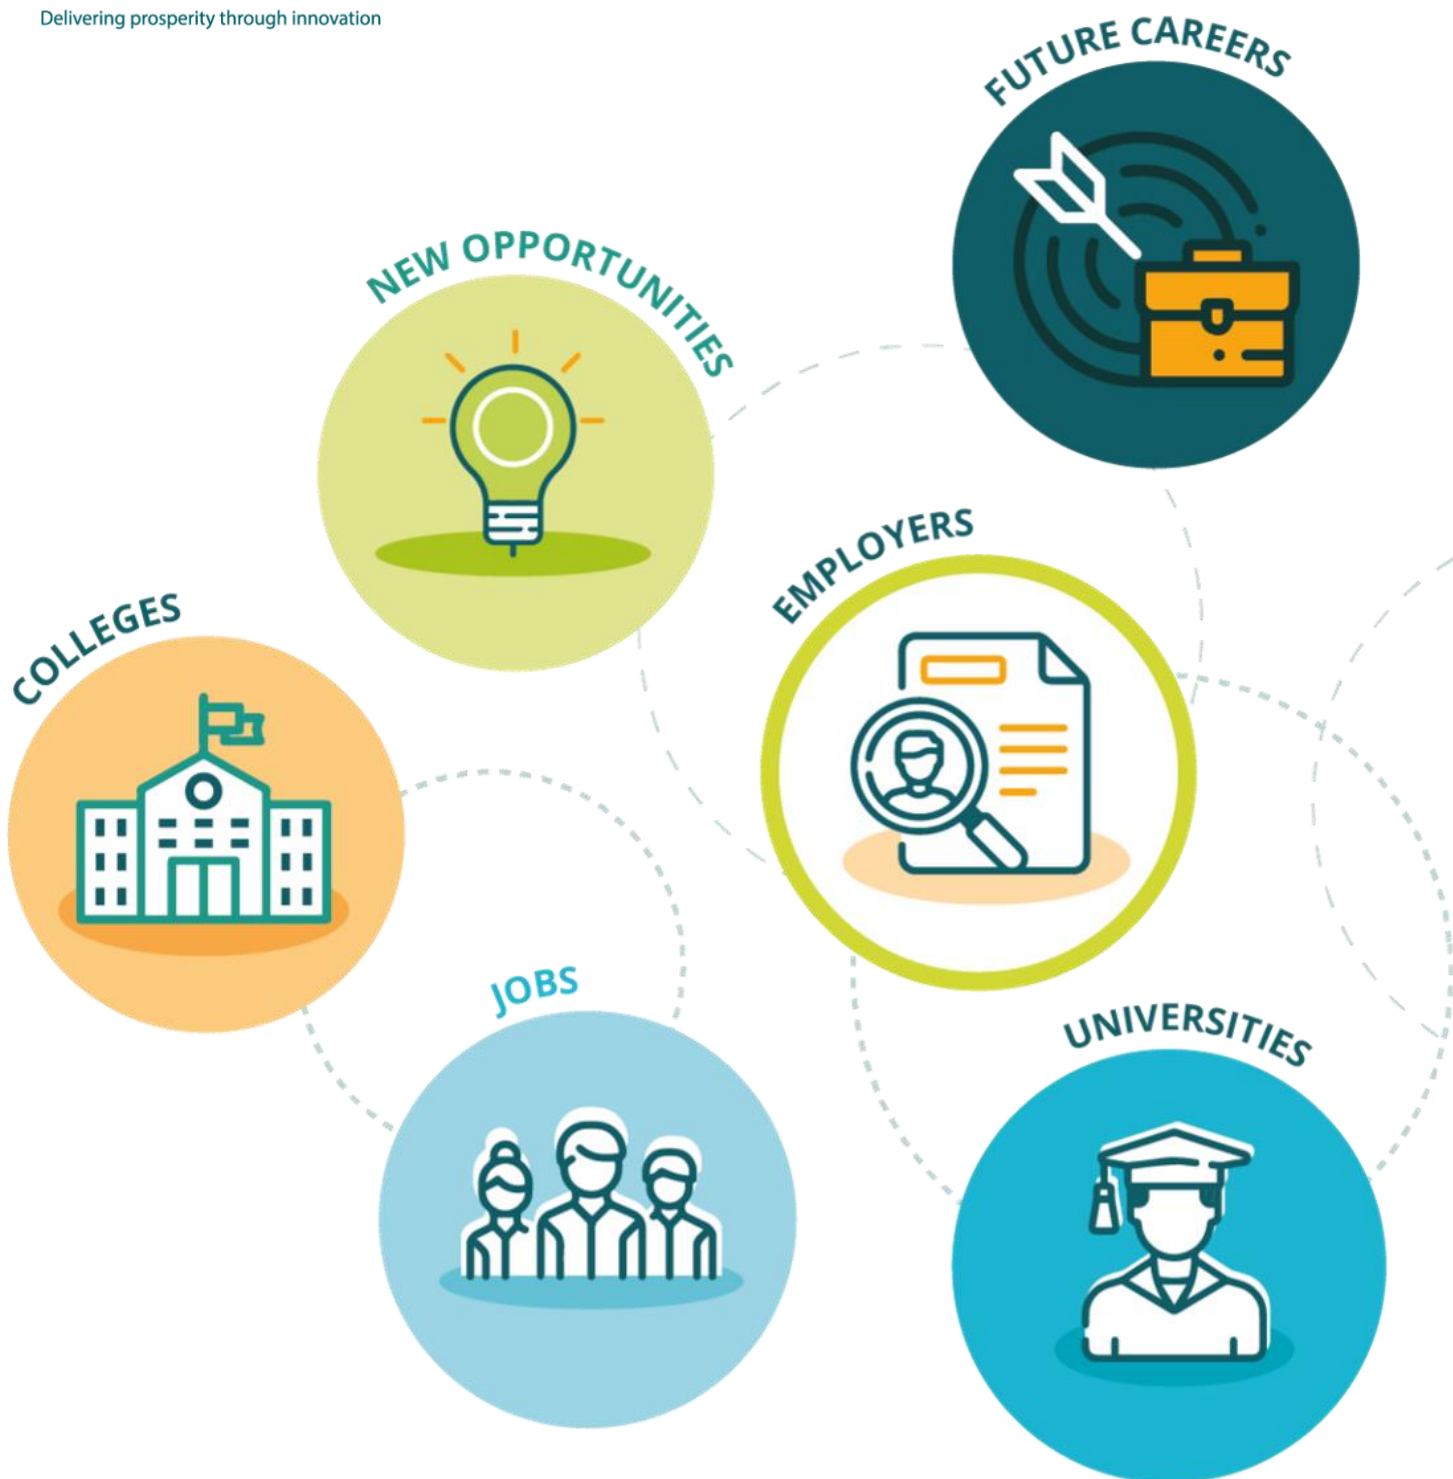 Delivering prosperity through innovation
FUTURE CAREERS
NEW OPPORTUNITIES
EMPLOYERS
COLLEGES
JOBS
UNIVERSITIES